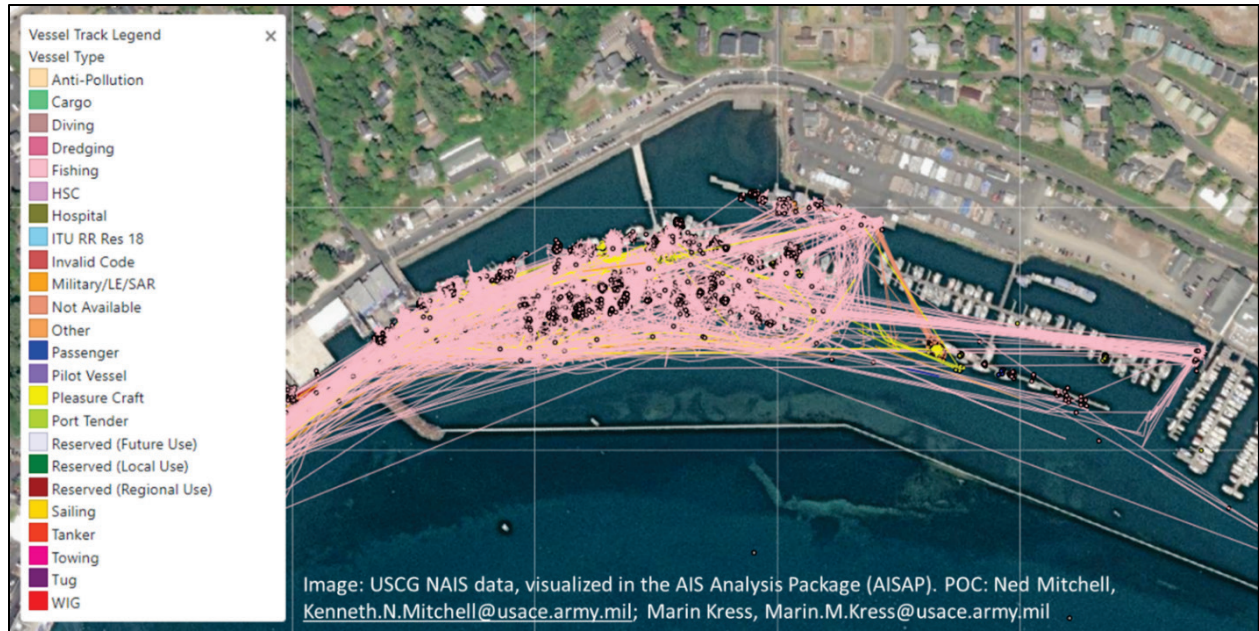 Vessel Track Legend
Vessel Type
Anti-Pollution
Cargo
Diving
Dredging
Fishing
HSC
Hospital
ITU RR Res 18
Invalid Code
Military/LE/SAR
Not Available
Other
Passenger
Pilot Vessel
Pleasure Craft
Port Tender
Reserved (Future Use)
Reserved (Local Use)
Reserved (Regional Use)
Sailing
Tanker
Towing
Tug
WIG
Image: USCG NAIS data, visualized in the AIS Analysis Package (AISAP). POC: Ned Mitchell,
Kenneth.N.Mitchell@usace.army.mil; Marin Kress, Marin.M.Kress@usace.army.mil